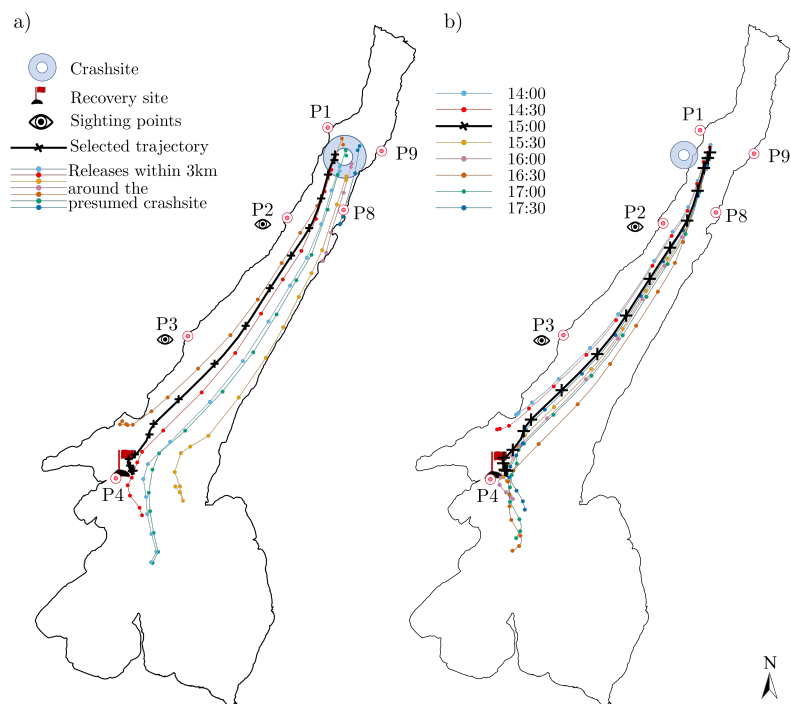 a)
Crashsite
Recovery site
Sighting points
Selected trajectory
Releases within 3km
around the
presumed crashsite
P1
P9
P2
P8
P3
P4
b)
14:00
14:30
15:00
15:30
16:00
16:30
17:00
17:30
P1
P9
P2
P8
P3
P4
N